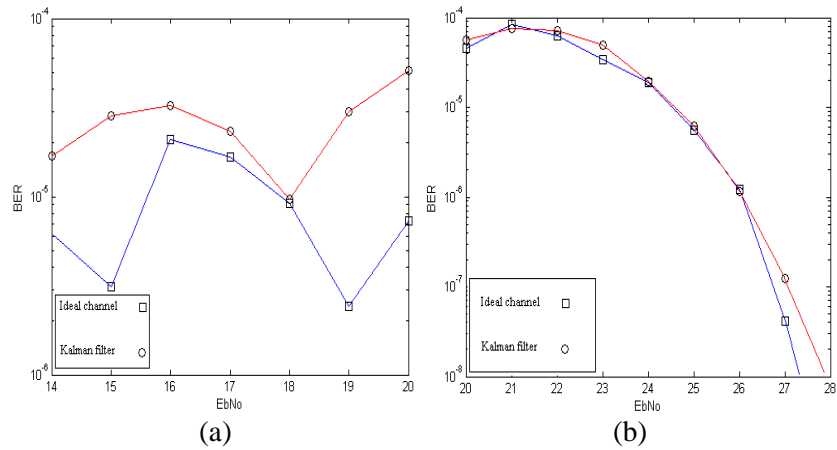 10^-4
10^-5
10^-6
BER
14 15 16 17 18 19 20
EbNo
Ideal channel
Kalman filter
(a)
10^-4
10^-5
10^-6
10^-7
10^-8
BER
20 21 22 23 24 25 26 27 28
EbNo
Ideal channel
Kalman filter
(b)